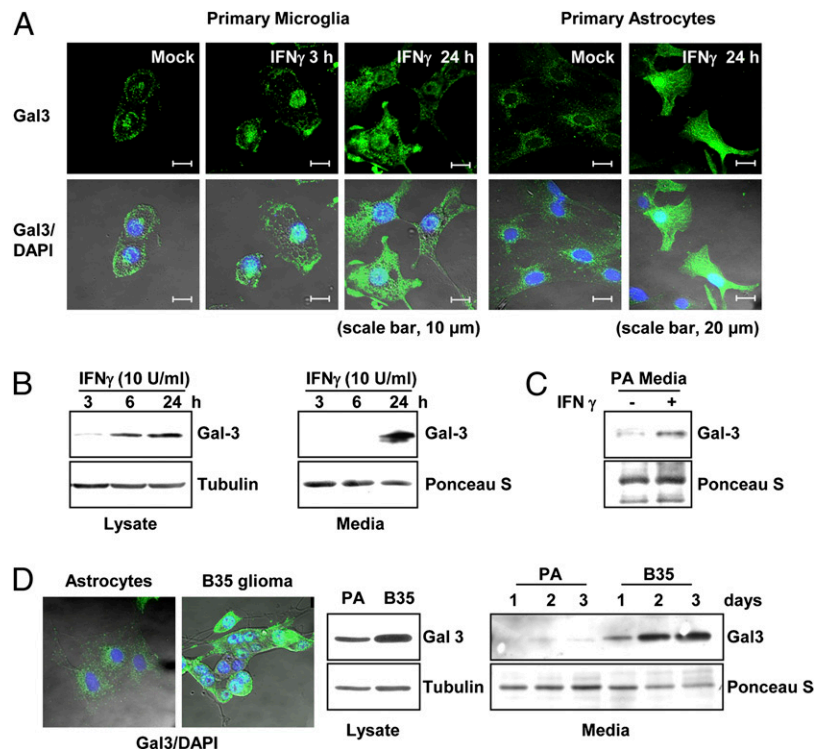 A
Primary Microglia
Primary Astrocytes
Mock
IFNγ 3 h
IFNγ 24 h
Mock
IFNγ 24 h
Gal3
Gal3/
DAPI
(scale bar, 10 μm)
(scale bar, 20 μm)
B
IFNγ (10 U/ml)
3 6 24 h
Gal-3
Tubulin
Lysate
IFNγ (10 U/ml)
3 6 24 h
Gal-3
Ponceau S
Media
C
PA Media
IFN γ - +
Gal-3
Ponceau S
D
Astrocytes
B35 glioma
Gal3/DAPI
PA B35
Gal 3
Tubulin
Lysate
PA B35
1 2 3 1 2 3 days
Gal3
Ponceau S
Media